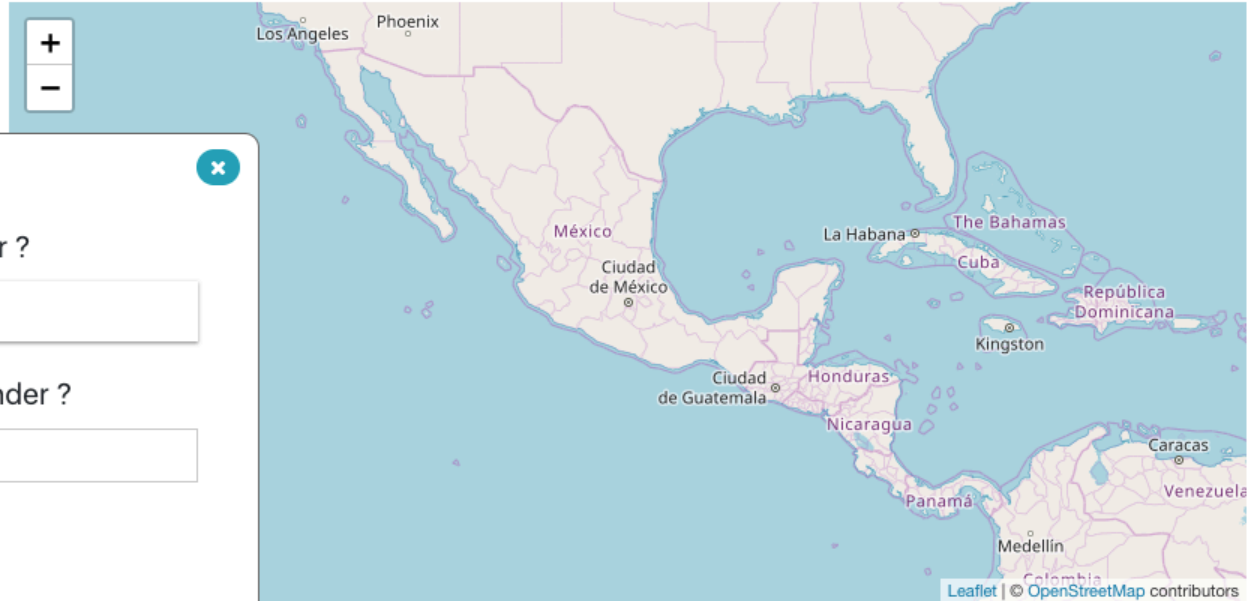 +
−
Los Angeles
Phoenix
×
r ?
nder ?
México
Ciudad
de México
La Habana
The Bahamas
Cuba
República
Dominicana
Kingston
Ciudad
de Guatemala
Honduras
Nicaragua
Panamá
Caracas
Venezuela
Medellín
Colombia
Leaflet | © OpenStreetMap contributors